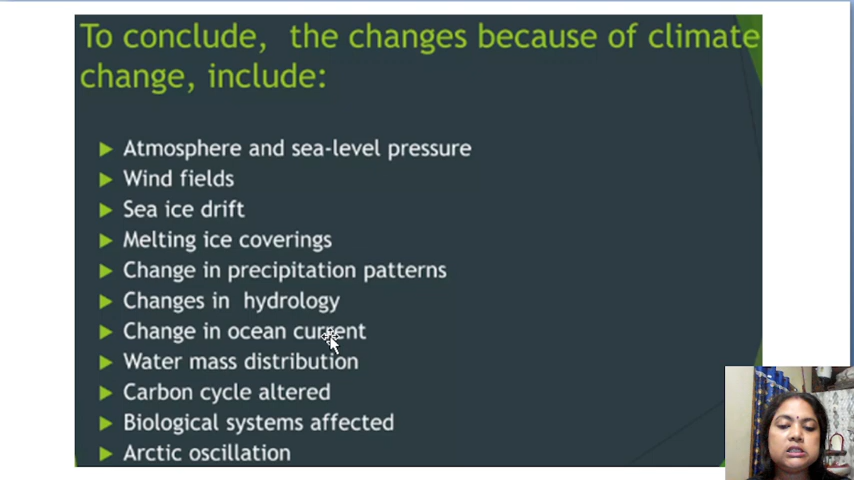 To conclude, the changes because of climate
change, include:
Atmosphere and sea-level pressure
Wind fields
Sea ice drift
Melting ice coverings
Change in precipitation patterns
Changes in hydrology
Change in ocean current
Water mass distribution
Carbon cycle altered
Biological systems affected
Arctic oscillation